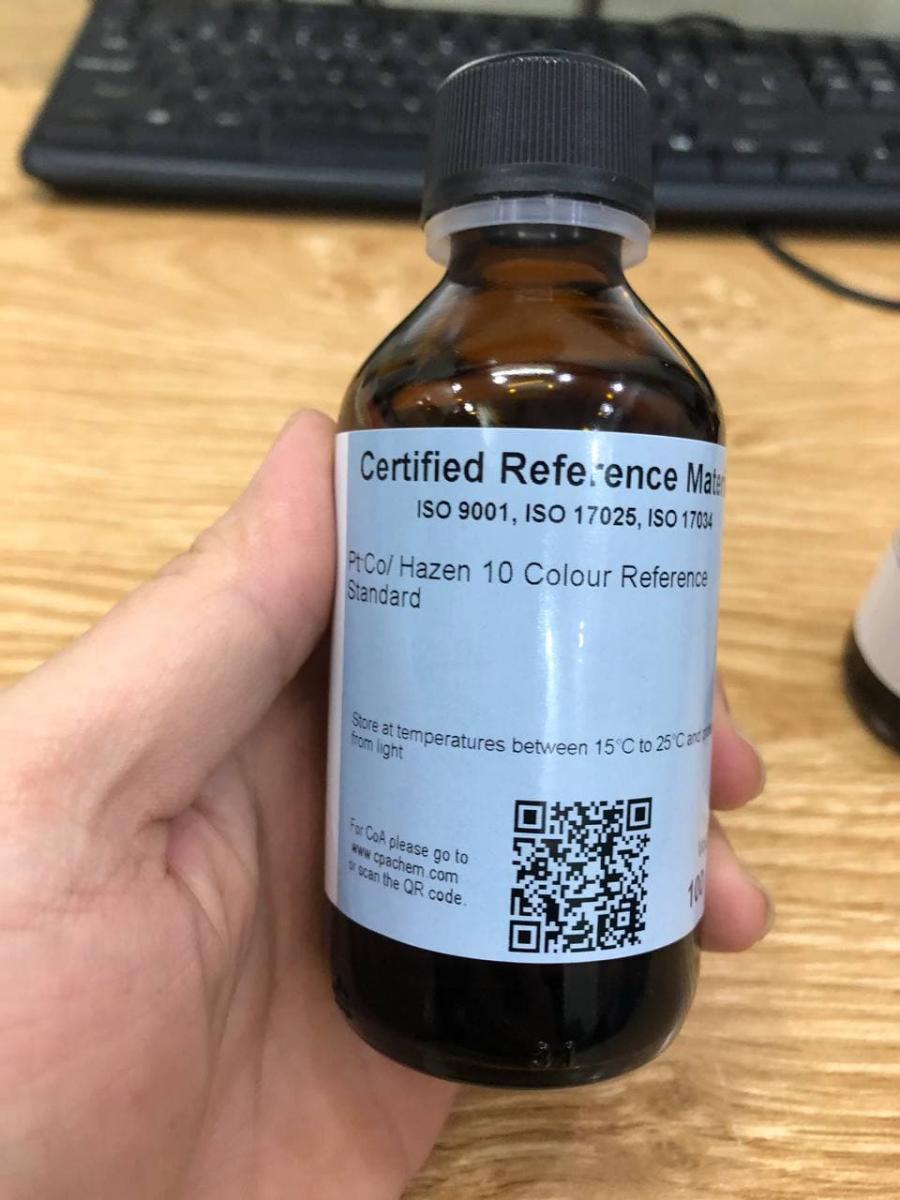 Certified Reference Mater
ISO 9001, ISO 17025, ISO 17034
Pt-Co/ Hazen 10 Colour Reference
Standard
Store at temperatures between 15°C to 25°C and
from light
For CoA please go to
www.cpachem.com
or scan the QR code.
100